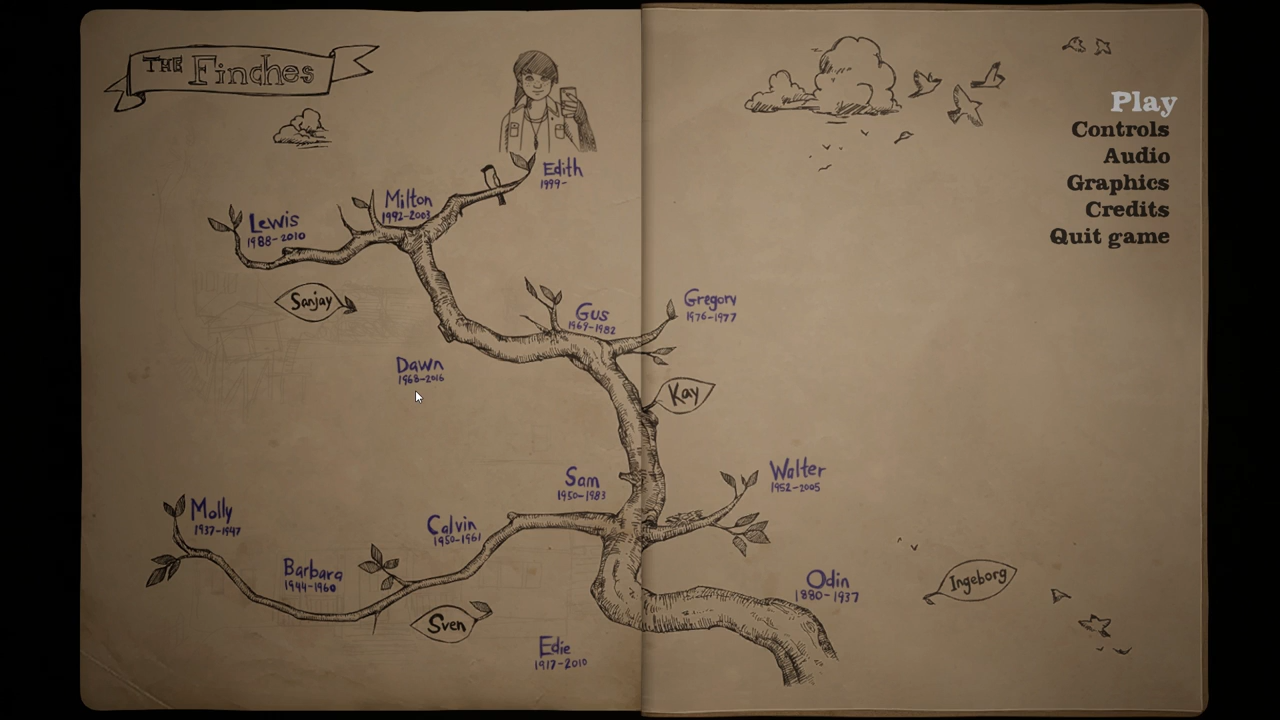 THE Finches
Play
Controls
Audio
Graphics
Credits
Quit game
Edith
1999-
Milton
1992-2003
Lewis
1988-2010
Sanjay
Gus
1969-1982
Gregory
1976-1977
Dawn
1968-2016
Kay
Sam
1950-1983
Walter
1952-2005
Molly
1937-1947
Calvin
1950-1961
Barbara
1944-1960
Odin
1880-1937
Ingeborg
Sven
Edie
1917-2010